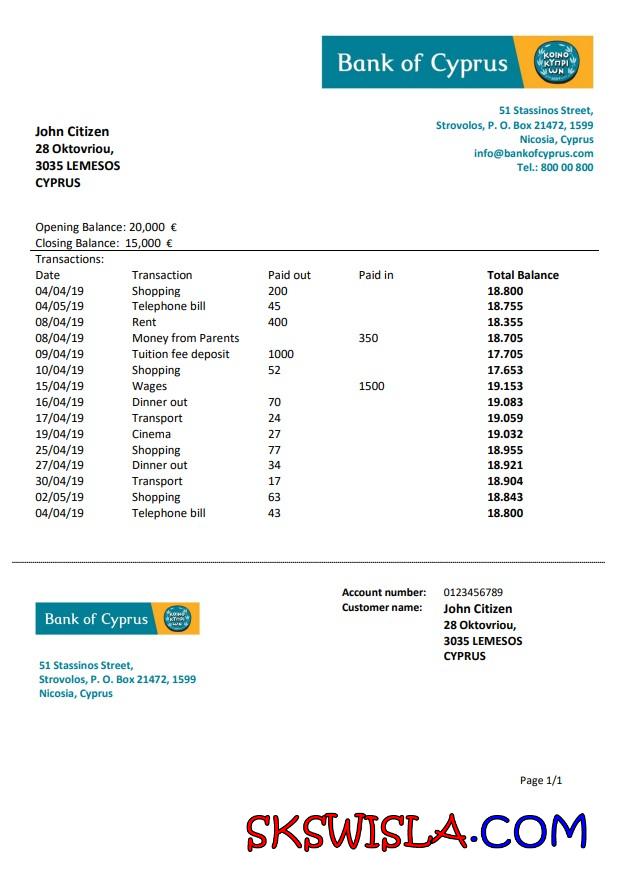 Bank of Cyprus
ΚΟΙΝΟ
ΚΥΠΡΙ
ΩΝ
51 Stassinos Street,
Strovolos, P. O. Box 21472, 1599
Nicosia, Cyprus
info@bankofcyprus.com
Tel.: 800 00 800
John Citizen
28 Oktovriou,
3035 LEMESOS
CYPRUS
Opening Balance: 20,000 €
Closing Balance: 15,000 €
Transactions:
Date Transaction Paid out Paid in Total Balance
04/04/19 Shopping 200 18.800
04/05/19 Telephone bill 45 18.755
08/04/19 Rent 400 18.355
08/04/19 Money from Parents 350 18.705
09/04/19 Tuition fee deposit 1000 17.705
10/04/19 Shopping 52 17.653
15/04/19 Wages 1500 19.153
16/04/19 Dinner out 70 19.083
17/04/19 Transport 24 19.059
19/04/19 Cinema 27 19.032
25/04/19 Shopping 77 18.955
27/04/19 Dinner out 34 18.921
30/04/19 Transport 17 18.904
02/05/19 Shopping 63 18.843
04/04/19 Telephone bill 43 18.800
Bank of Cyprus
51 Stassinos Street,
Strovolos, P. O. Box 21472, 1599
Nicosia, Cyprus
Account number: 0123456789
Customer name: John Citizen
28 Oktovriou,
3035 LEMESOS
CYPRUS
Page 1/1
SKSWISLA.COM